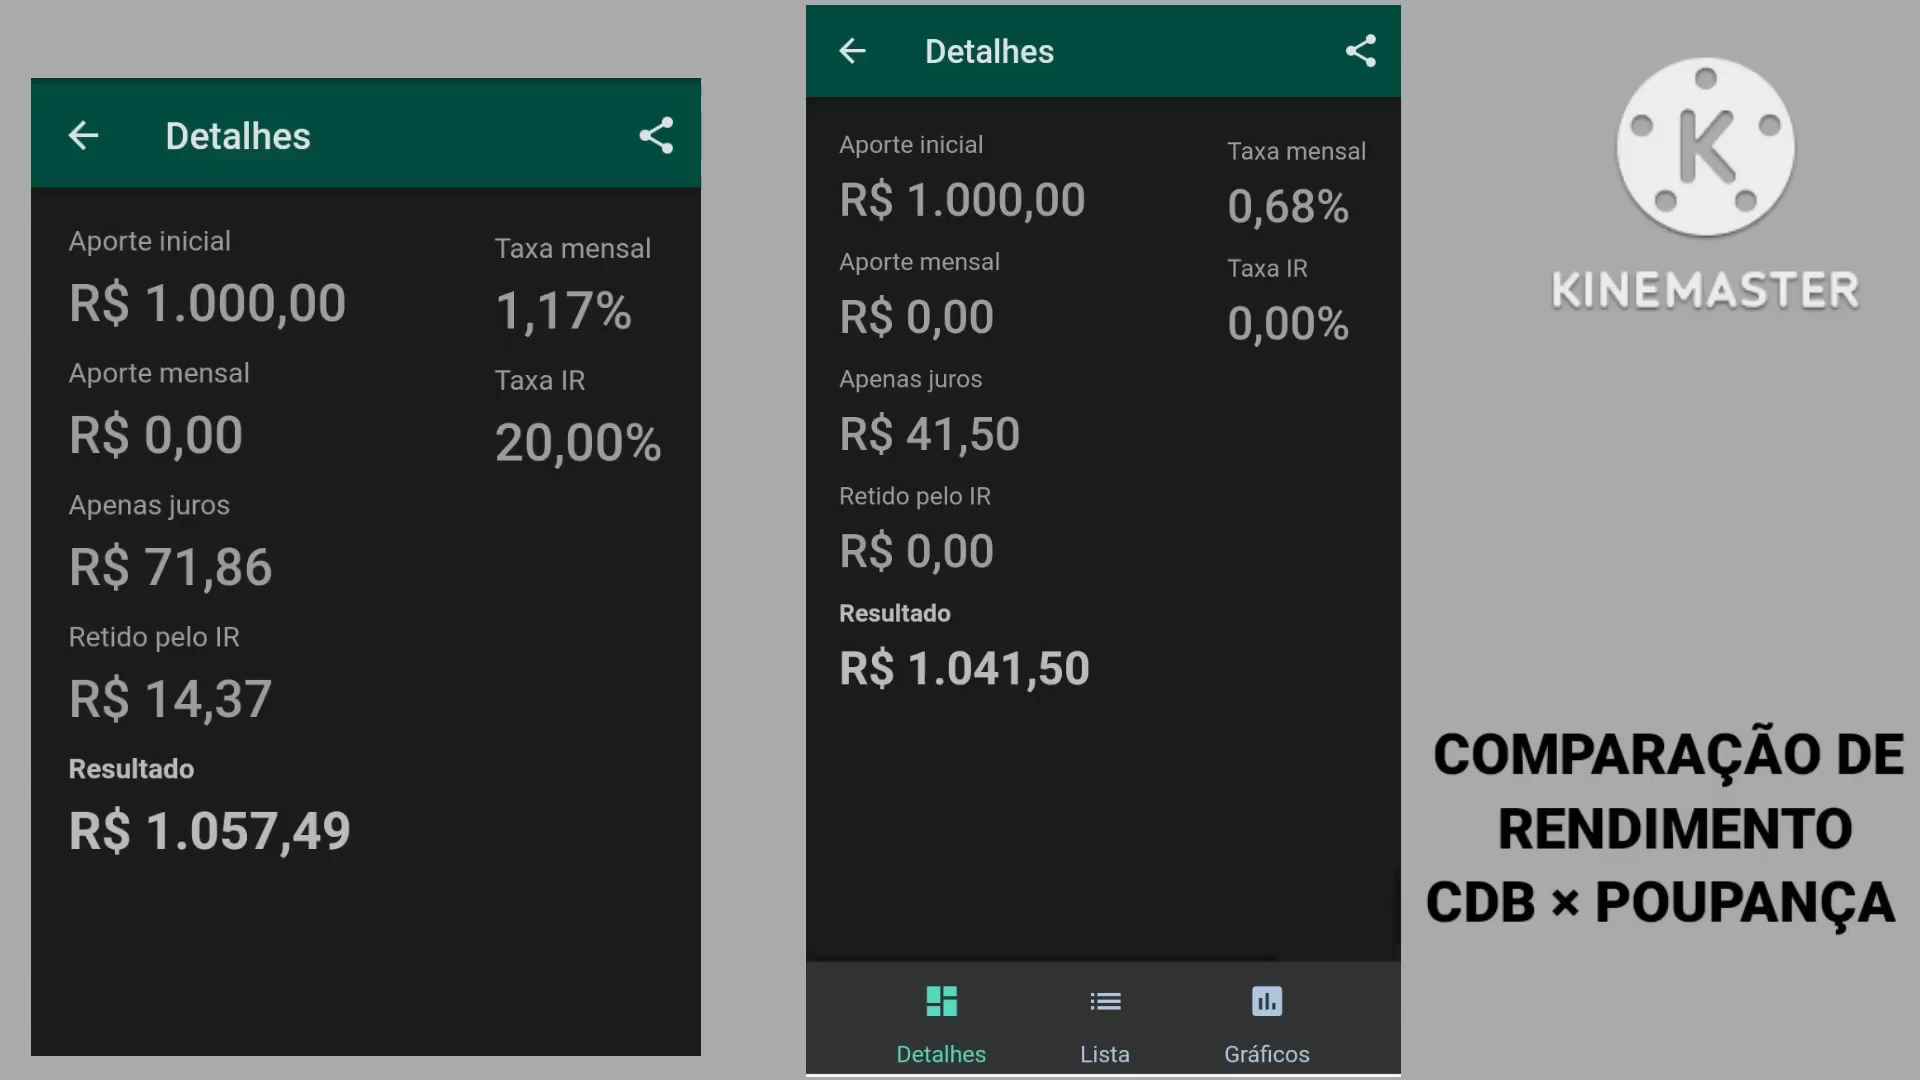 Detalhes
Aporte inicial
R$ 1.000,00
Taxa mensal
1,17%
Aporte mensal
R$ 0,00
Taxa IR
20,00%
Apenas juros
R$ 71,86
Retido pelo IR
R$ 14,37
Resultado
R$ 1.057,49
Detalhes
Aporte inicial
R$ 1.000,00
Taxa mensal
0,68%
Aporte mensal
R$ 0,00
Taxa IR
0,00%
Apenas juros
R$ 41,50
Retido pelo IR
R$ 0,00
Resultado
R$ 1.041,50
Detalhes
Lista
Gráficos
K
KINEMASTER
COMPARAÇÃO DE
RENDIMENTO
CDB × POUPANÇA